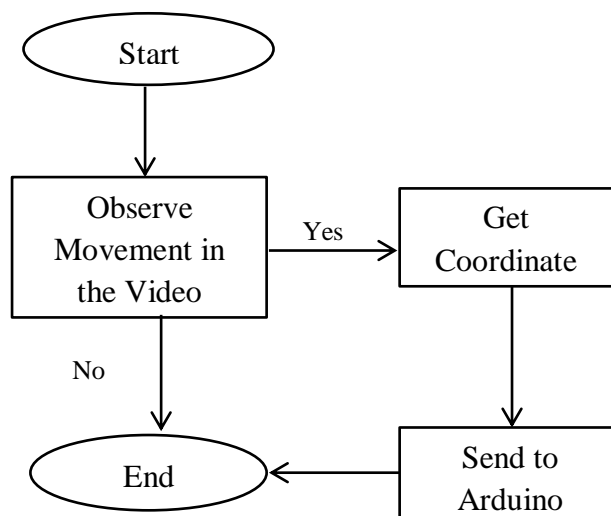 Start
Observe
Movement in
the Video
Yes
Get
Coordinate
No
End
Send to
Arduino